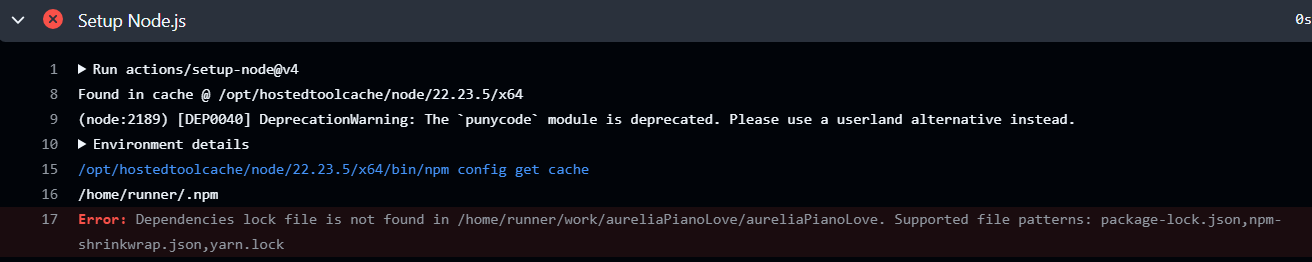 Setup Node.js 0s
1 Run actions/setup-node@v4
8 Found in cache @ /opt/hostedtoolcache/node/22.23.5/x64
9 (node:2189) [DEP0040] DeprecationWarning: The `punycode` module is deprecated. Please use a userland alternative instead.
10 Environment details
15 /opt/hostedtoolcache/node/22.23.5/x64/bin/npm config get cache
16 /home/runner/.npm
17 Error: Dependencies lock file is not found in /home/runner/work/aureliaPianoLove/aureliaPianoLove. Supported file patterns: package-lock.json,npm-
shrinkwrap.json,yarn.lock